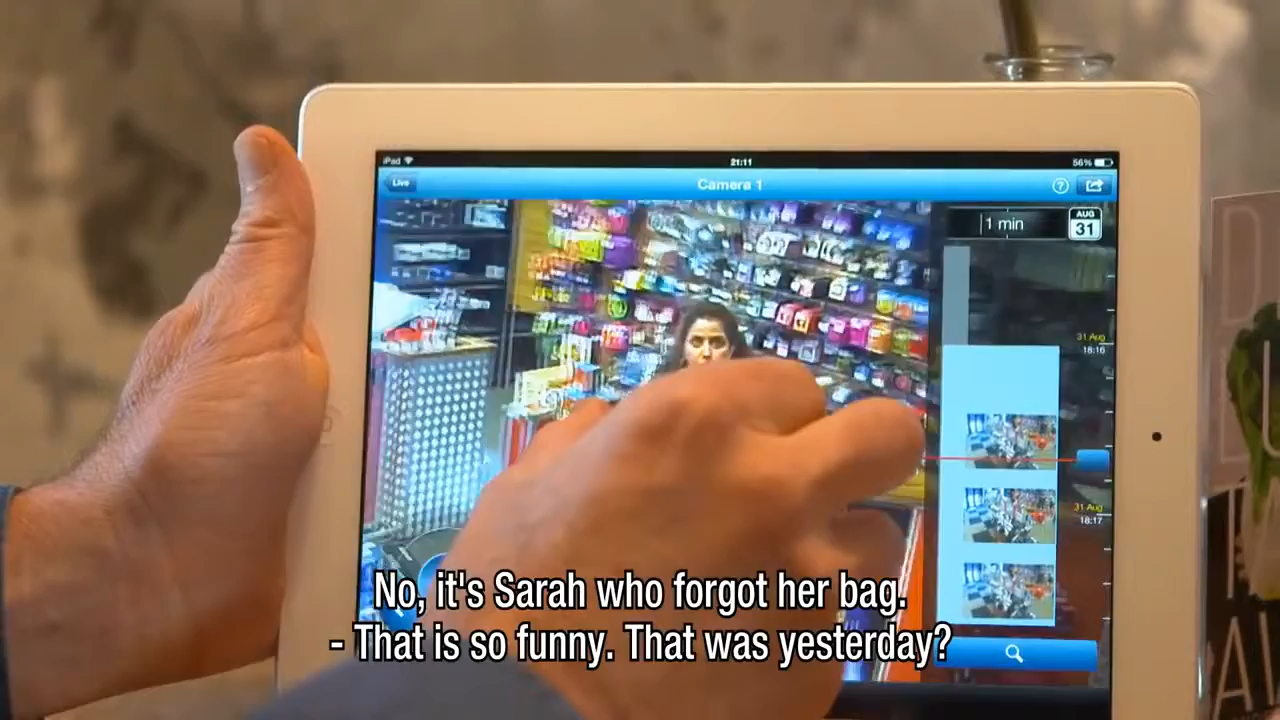 iPad
21:11
56%
Live
Camera 1
?
1 min
AUG
31
31 Aug
18:16
31 Aug
18:17
No, it's Sarah who forgot her bag.
- That is so funny. That was yesterday?